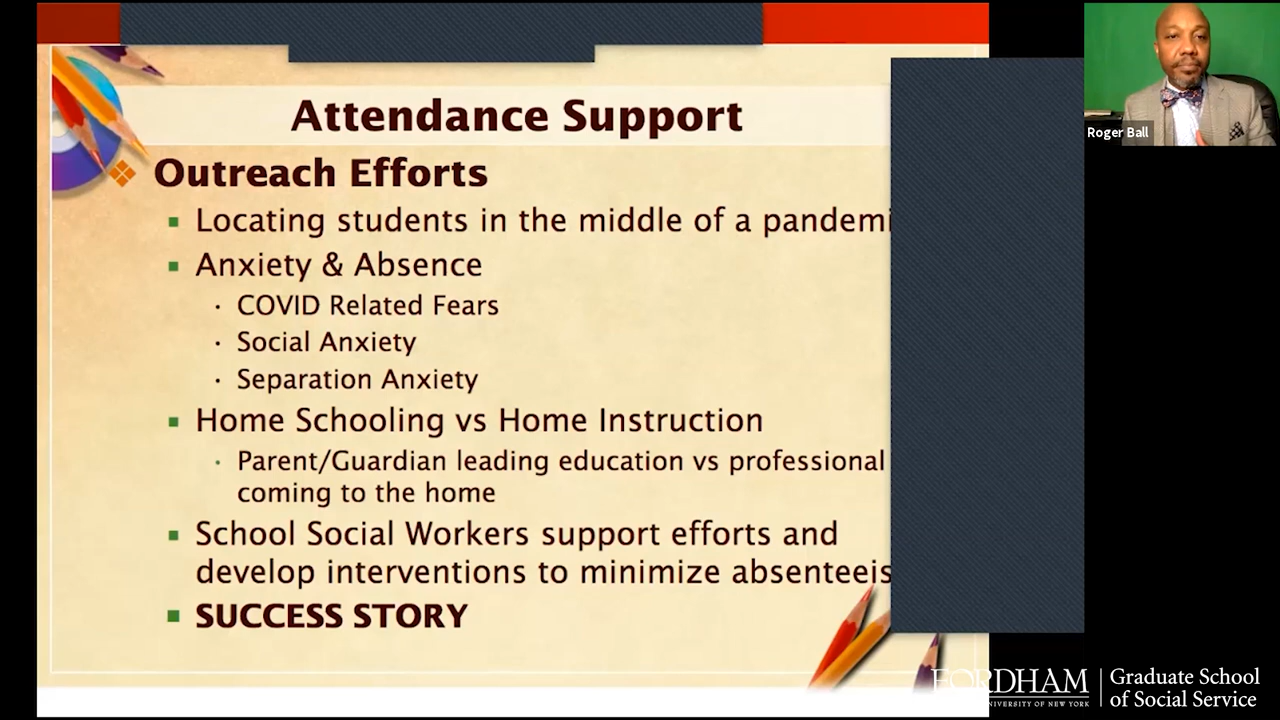 Attendance Support
Outreach Efforts
Locating students in the middle of a pandemi
Anxiety & Absence
COVID Related Fears
Social Anxiety
Separation Anxiety
Home Schooling vs Home Instruction
Parent/Guardian leading education vs professional
coming to the home
School Social Workers support efforts and
develop interventions to minimize absenteeis
SUCCESS STORY
Roger Ball
FORDHAM
UNIVERSITY OF NEW YORK
Graduate School
of Social Service